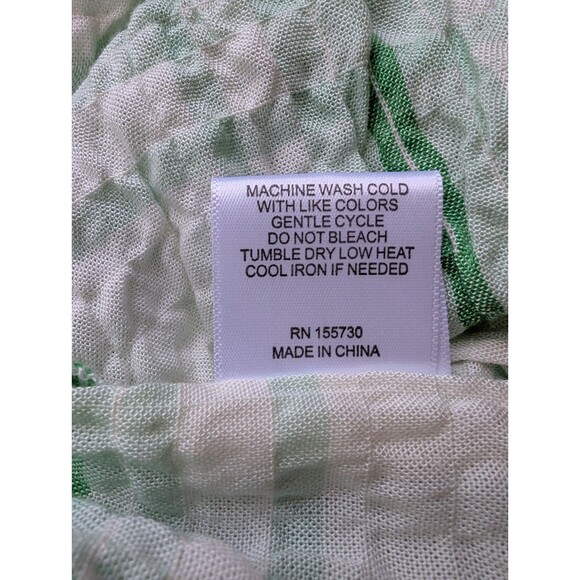 MACHINE WASH COLD
WITH LIKE COLORS
GENTLE CYCLE
DO NOT BLEACH
TUMBLE DRY LOW HEAT
COOL IRON IF NEEDED
RN 155730
MADE IN CHINA